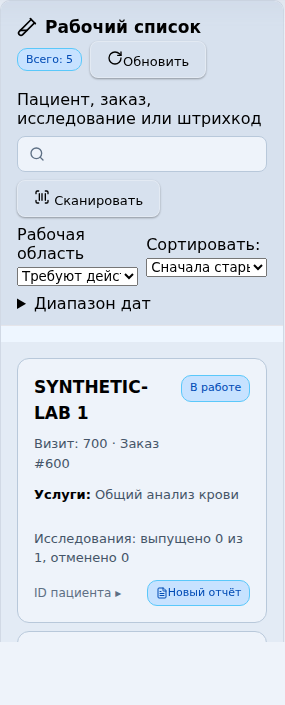 Рабочий список
Всего: 5
Обновить
Пациент, заказ,
исследование или штрихкод
Сканировать
Рабочая
область
Сортировать:
Требуют дейс
Сначала стары
Диапазон дат
SYNTHETIC-
LAB 1
В работе
Визит: 700 · Заказ
#600
Услуги: Общий анализ крови
Исследования: выпущено 0 из
1, отменено 0
ID пациента ▸
Новый отчёт